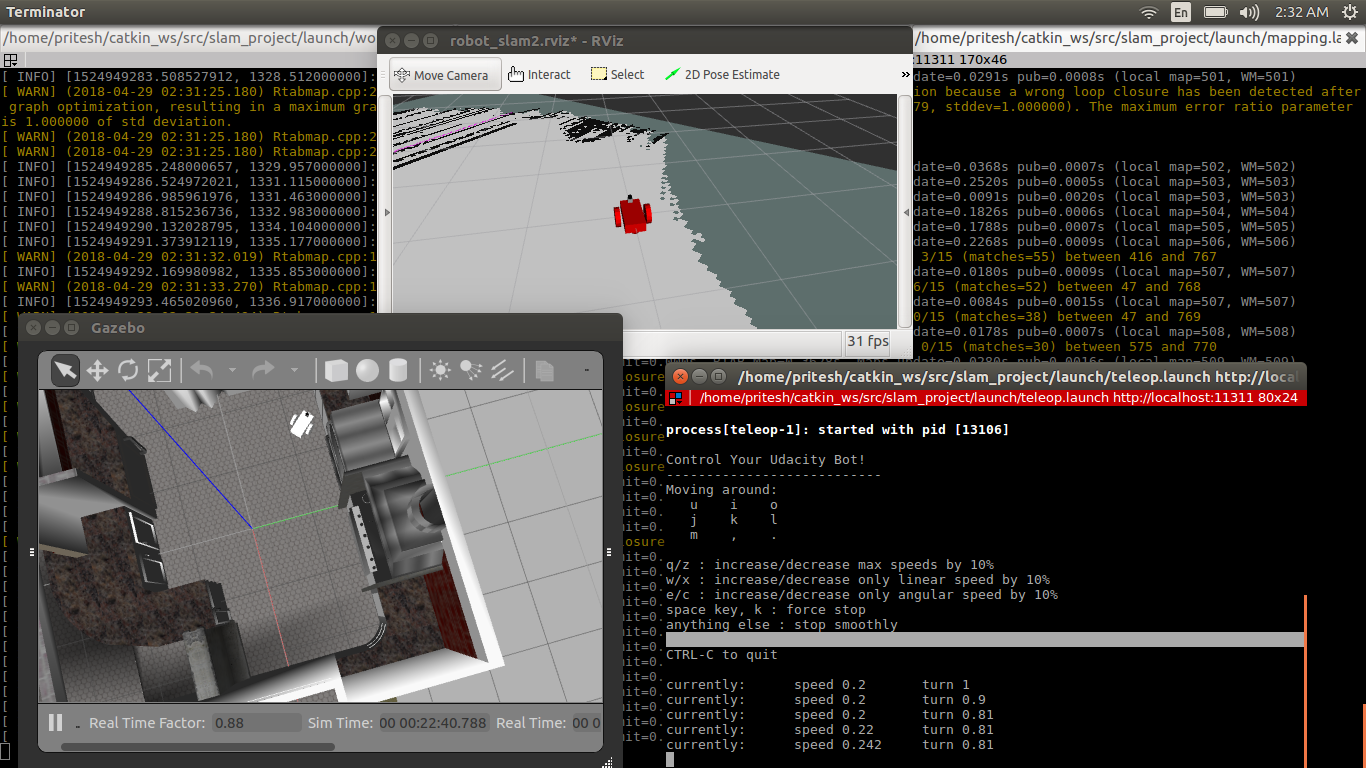 Terminator
En
2:32 AM
/home/pritesh/catkin_ws/src/slam_project/launch/wo
[ INFO] [1524949283.508527912, 1328.512000000]:
[ WARN] (2018-04-29 02:31:25.180) Rtabmap.cpp:2
graph optimization, resulting in a maximum gra
is 1.000000 of std deviation.
[ WARN] (2018-04-29 02:31:25.180) Rtabmap.cpp:2
[ WARN] (2018-04-29 02:31:25.180) Rtabmap.cpp:2
[ INFO] [1524949285.248000657, 1329.957000000]:
[ INFO] [1524949286.524972021, 1331.115000000]:
[ INFO] [1524949286.985961976, 1331.463000000]:
[ INFO] [1524949288.815236736, 1332.983000000]:
[ INFO] [1524949290.132028795, 1334.104000000]:
[ INFO] [1524949291.373912119, 1335.177000000]:
[ WARN] (2018-04-29 02:31:32.019) Rtabmap.cpp:1
[ INFO] [1524949292.169980982, 1335.853000000]:
[ WARN] (2018-04-29 02:31:33.270) Rtabmap.cpp:1
[ INFO] [1524949293.465020960, 1336.917000000]:
robot_slam2.rviz* - RViz
Move Camera
Interact
Select
2D Pose Estimate
»
31 fps
/home/pritesh/catkin_ws/src/slam_project/launch/mapping.la
11311 170x46
date=0.0291s pub=0.0008s (local map=501, WM=501)
ion because a wrong loop closure has been detected after
79, stddev=1.000000). The maximum error ratio parameter
date=0.0368s pub=0.0007s (local map=502, WM=502)
date=0.2520s pub=0.0005s (local map=503, WM=503)
date=0.0091s pub=0.0020s (local map=503, WM=503)
date=0.1826s pub=0.0006s (local map=504, WM=504)
date=0.1788s pub=0.0007s (local map=505, WM=505)
date=0.2268s pub=0.0009s (local map=506, WM=506)
3/15 (matches=55) between 416 and 767
date=0.0180s pub=0.0009s (local map=507, WM=507)
6/15 (matches=52) between 47 and 768
date=0.0084s pub=0.0015s (local map=507, WM=507)
0/15 (matches=38) between 47 and 769
date=0.0178s pub=0.0007s (local map=508, WM=508)
0/15 (matches=30) between 575 and 770
Gazebo
Real Time Factor: 0.88 Sim Time: 00 00:22:40.788 Real Time: 00 0
/home/pritesh/catkin_ws/src/slam_project/launch/teleop.launch http://local
/home/pritesh/catkin_ws/src/slam_project/launch/teleop.launch http://localhost:11311 80x24
process[teleop-1]: started with pid [13106]
Control Your Udacity Bot!
---------------------------
Moving around:
u i o
j k l
m , .
q/z : increase/decrease max speeds by 10%
w/x : increase/decrease only linear speed by 10%
e/c : increase/decrease only angular speed by 10%
space key, k : force stop
anything else : stop smoothly
CTRL-C to quit
currently: speed 0.2 turn 1
currently: speed 0.2 turn 0.9
currently: speed 0.2 turn 0.81
currently: speed 0.22 turn 0.81
currently: speed 0.242 turn 0.81